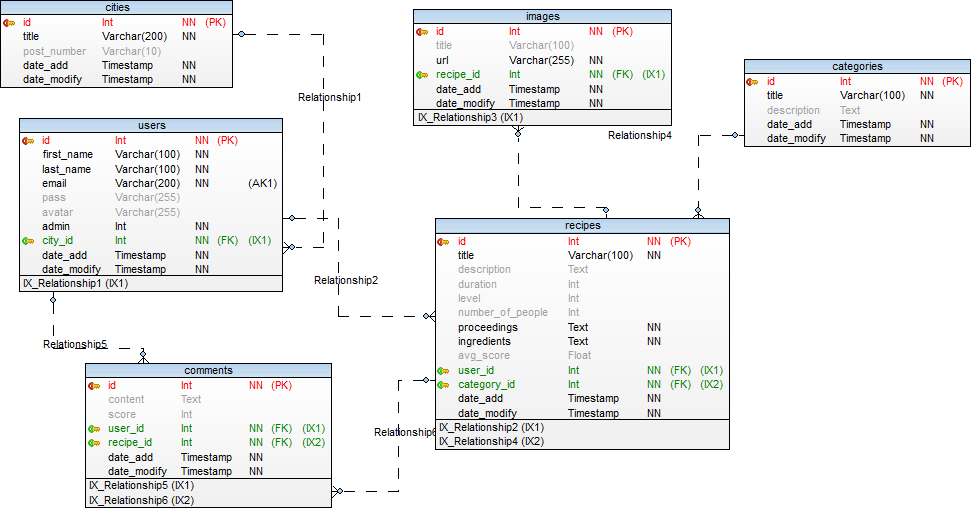 cities
id Int NN (PK)
title Varchar(200) NN
post_number Varchar(10)
date_add Timestamp NN
date_modify Timestamp NN
images
id Int NN (PK)
title Varchar(100)
url Varchar(255) NN
recipe_id Int NN (FK) (IX1)
date_add Timestamp NN
date_modify Timestamp NN
IX_Relationship3 (IX1)
categories
id Int NN (PK)
title Varchar(100) NN
description Text
date_add Timestamp NN
date_modify Timestamp NN
Relationship1
Relationship4
users
id Int NN (PK)
first_name Varchar(100) NN
last_name Varchar(100) NN
email Varchar(200) NN (AK1)
pass Varchar(255)
avatar Varchar(255)
admin Int NN
city_id Int NN (FK) (IX1)
date_add Timestamp NN
date_modify Timestamp NN
IX_Relationship1 (IX1)
Relationship2
recipes
id Int NN (PK)
title Varchar(100) NN
description Text
duration Int
level Int
number_of_people Int
proceedings Text NN
ingredients Text NN
avg_score Float
user_id Int NN (FK) (IX1)
category_id Int NN (FK) (IX2)
date_add Timestamp NN
date_modify Timestamp NN
IX_Relationship2 (IX1)
IX_Relationship4 (IX2)
Relationship5
comments
id Int NN (PK)
content Text
score Int
user_id Int NN (FK) (IX1)
recipe_id Int NN (FK) (IX2)
date_add Timestamp NN
date_modify Timestamp NN
IX_Relationship5 (IX1)
IX_Relationship6 (IX2)
Relationship6